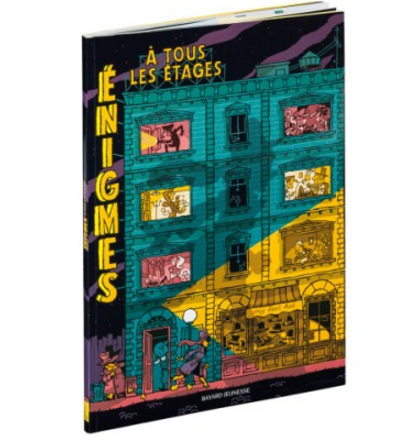 À TOUS
LES ÉTAGES
ÉNIGMES
BAYARD JEUNESSE